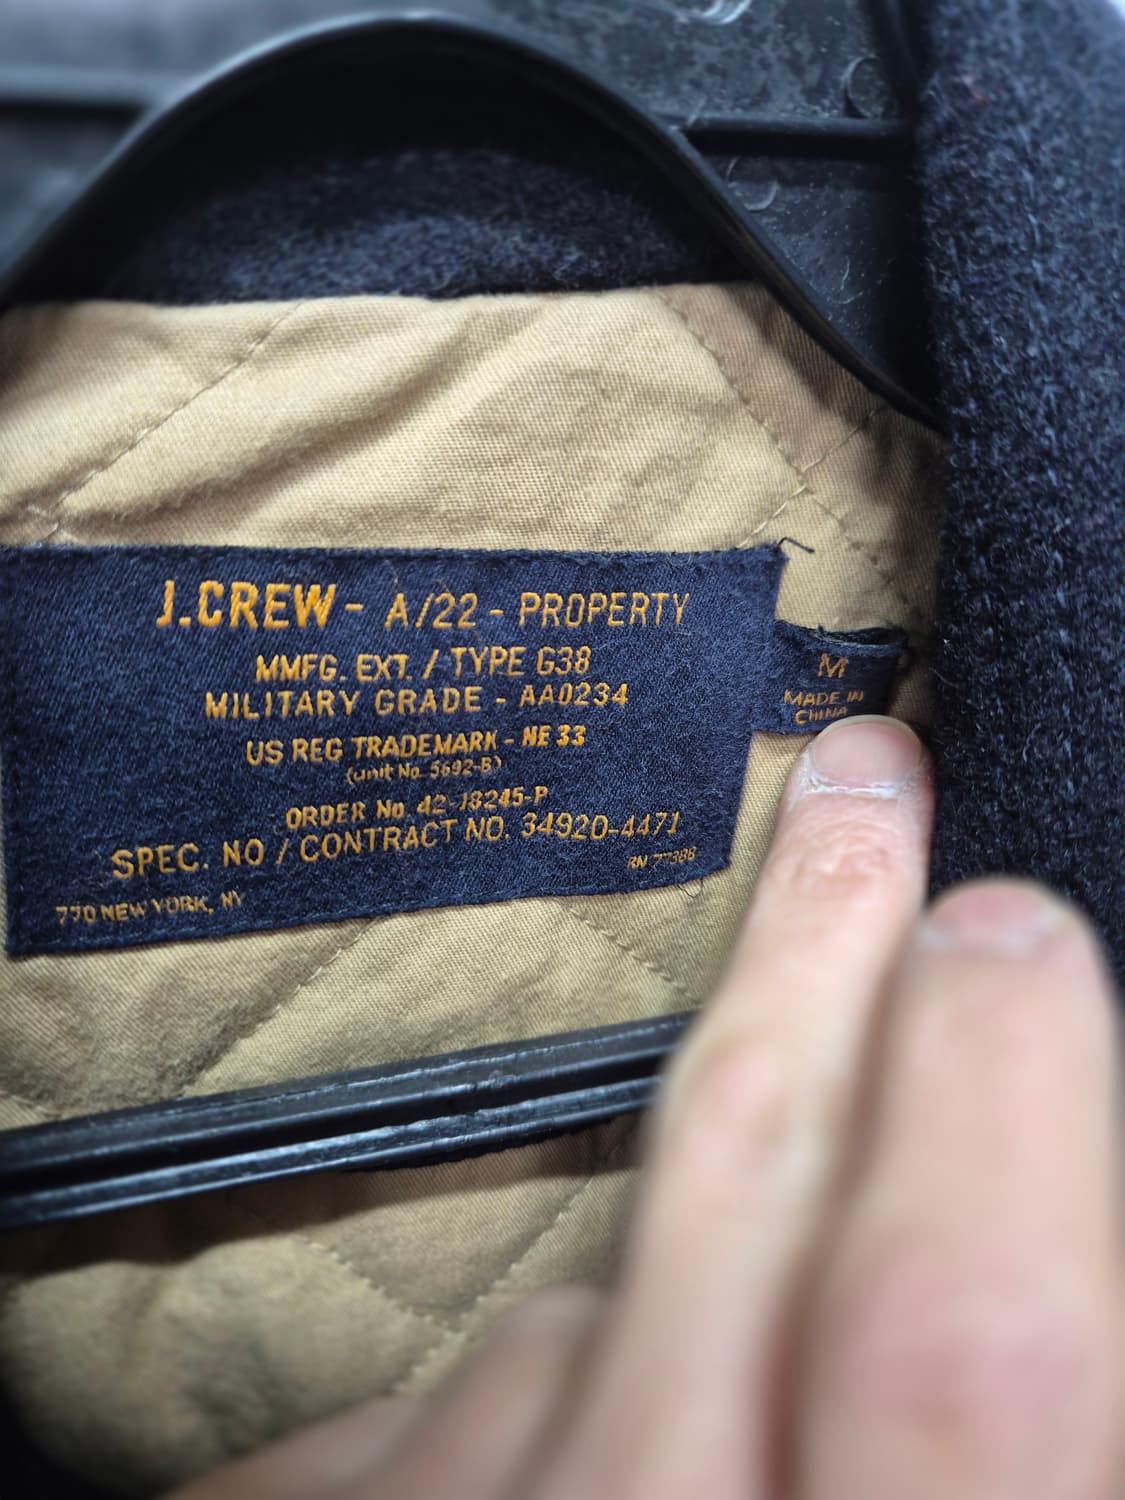 J.CREW - A/22 - PROPERTY
MMFG. EXT. / TYPE G38
MILITARY GRADE - AA0234
US REG TRADEMARK - NE 33
(unit No. 5692-B)
ORDER No. 42-18245-P
SPEC. NO / CONTRACT NO. 34920-4471
RN 77388
770 NEW YORK, NY
M
MADE IN
CHINA